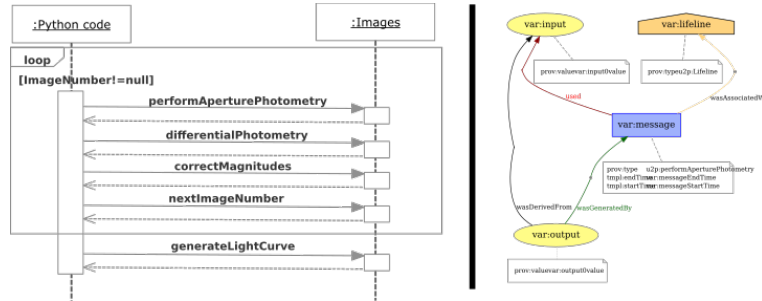 :Python code
:Images
loop
[ImageNumber!=null]
performAperturePhotometry
differentialPhotometry
correctMagnitudes
nextImageNumber
generateLightCurve
var:input
var:lifeline
prov:valuevar:input0value
prov:typeu2p:Lifeline
used
wasAssociatedW
var:message
prov:type u2p:performAperturePhotometry
tmpl:endTimevar:messageEndTime
tmpl:startTimevar:messageStartTime
wasDerivedFrom
wasGeneratedBy
var:output
prov:valuevar:output0value